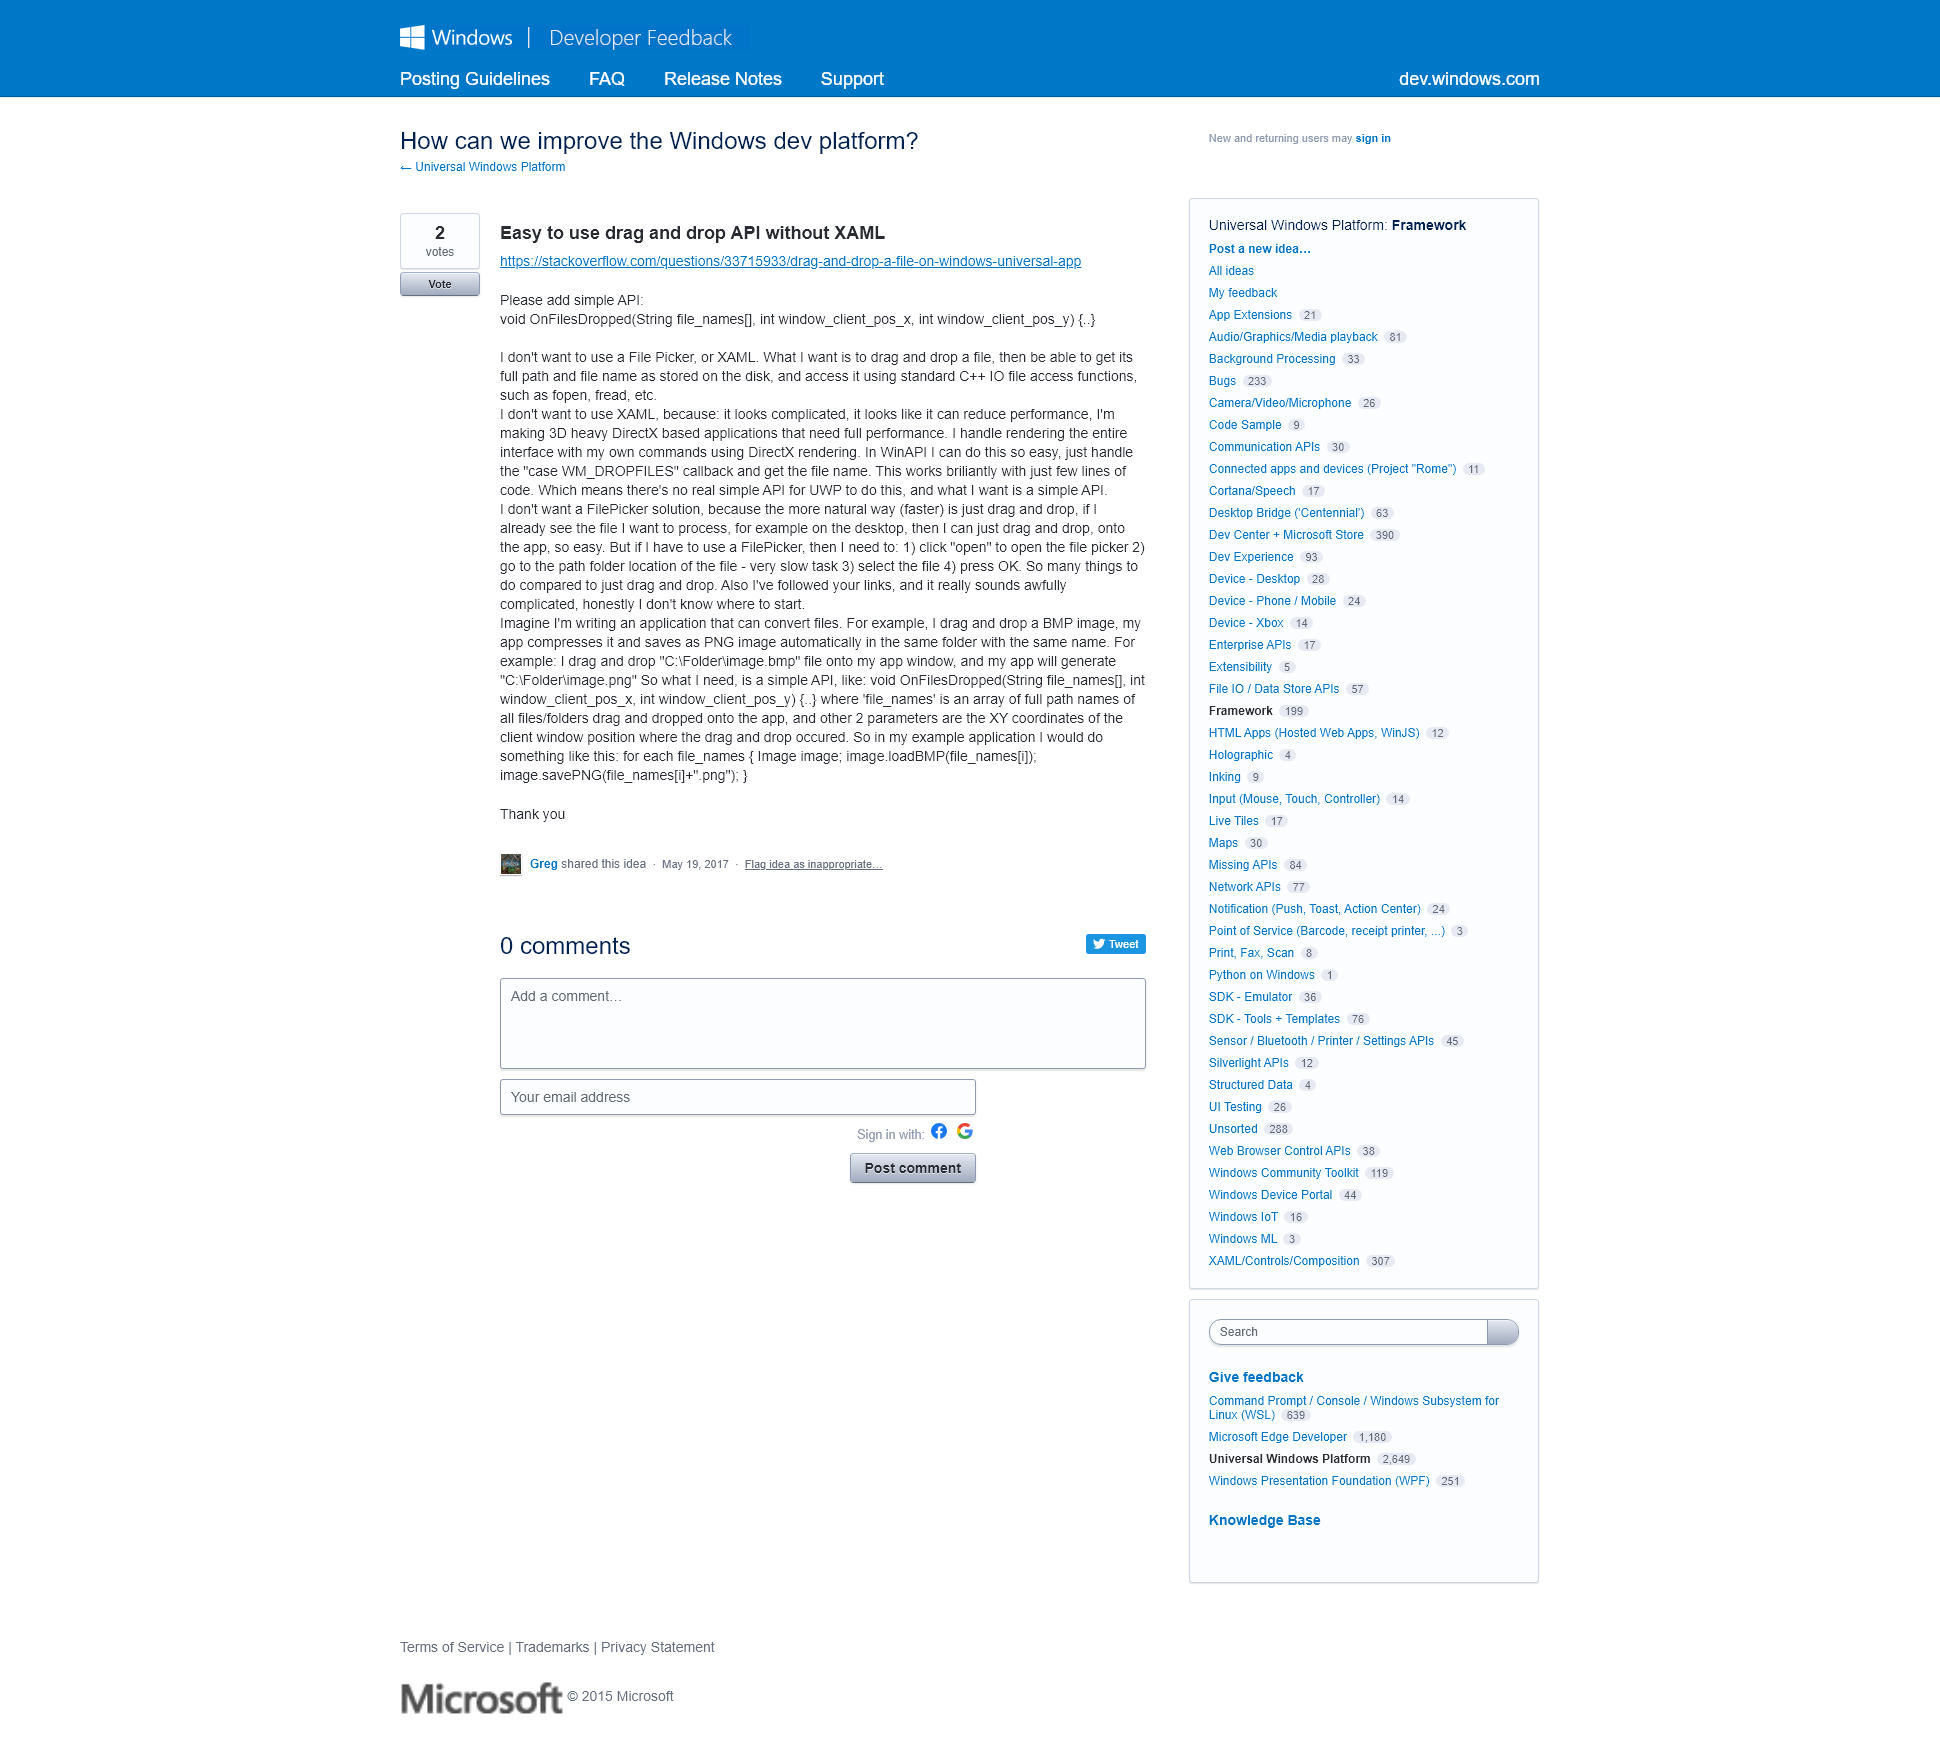 Windows | Developer Feedback
Posting Guidelines FAQ Release Notes Support dev.windows.com
How can we improve the Windows dev platform?
← Universal Windows Platform
New and returning users may sign in
2
votes
Vote
Easy to use drag and drop API without XAML
https://stackoverflow.com/questions/33715933/drag-and-drop-a-file-on-windows-universal-app
Please add simple API:
void OnFilesDropped(String file_names[], int window_client_pos_x, int window_client_pos_y) {..}
I don't want to use a File Picker, or XAML. What I want is to drag and drop a file, then be able to get its
full path and file name as stored on the disk, and access it using standard C++ IO file access functions,
such as fopen, fread, etc.
I don't want to use XAML, because: it looks complicated, it looks like it can reduce performance, I'm
making 3D heavy DirectX based applications that need full performance. I handle rendering the entire
interface with my own commands using DirectX rendering. In WinAPI I can do this so easy, just handle
the "case WM_DROPFILES" callback and get the file name. This works briliantly with just few lines of
code. Which means there's no real simple API for UWP to do this, and what I want is a simple API.
I don't want a FilePicker solution, because the more natural way (faster) is just drag and drop, if I
already see the file I want to process, for example on the desktop, then I can just drag and drop, onto
the app, so easy. But if I have to use a FilePicker, then I need to: 1) click "open" to open the file picker 2)
go to the path folder location of the file - very slow task 3) select the file 4) press OK. So many things to
do compared to just drag and drop. Also I've followed your links, and it really sounds awfully
complicated, honestly I don't know where to start.
Imagine I'm writing an application that can convert files. For example, I drag and drop a BMP image, my
app compresses it and saves as PNG image automatically in the same folder with the same name. For
example: I drag and drop "C:\Folder\image.bmp" file onto my app window, and my app will generate
"C:\Folder\image.png" So what I need, is a simple API, like: void OnFilesDropped(String file_names[], int
window_client_pos_x, int window_client_pos_y) {..} where 'file_names' is an array of full path names of
all files/folders drag and dropped onto the app, and other 2 parameters are the XY coordinates of the
client window position where the drag and drop occured. So in my example application I would do
something like this: for each file_names { Image image; image.loadBMP(file_names[i]);
image.savePNG(file_names[i]+".png"); }
Thank you
Greg shared this idea · May 19, 2017 · Flag idea as inappropriate…
0 comments
Tweet
Add a comment…
Your email address
Sign in with:
Post comment
Universal Windows Platform: Framework
Post a new idea…
All ideas
My feedback
App Extensions 21
Audio/Graphics/Media playback 81
Background Processing 33
Bugs 233
Camera/Video/Microphone 26
Code Sample 9
Communication APIs 30
Connected apps and devices (Project "Rome") 11
Cortana/Speech 17
Desktop Bridge ('Centennial') 63
Dev Center + Microsoft Store 390
Dev Experience 93
Device - Desktop 28
Device - Phone / Mobile 24
Device - Xbox 14
Enterprise APIs 17
Extensibility 5
File IO / Data Store APIs 57
Framework 199
HTML Apps (Hosted Web Apps, WinJS) 12
Holographic 4
Inking 9
Input (Mouse, Touch, Controller) 14
Live Tiles 17
Maps 30
Missing APIs 84
Network APIs 77
Notification (Push, Toast, Action Center) 24
Point of Service (Barcode, receipt printer, ...) 3
Print, Fax, Scan 8
Python on Windows 1
SDK - Emulator 36
SDK - Tools + Templates 76
Sensor / Bluetooth / Printer / Settings APIs 45
Silverlight APIs 12
Structured Data 4
UI Testing 26
Unsorted 288
Web Browser Control APIs 38
Windows Community Toolkit 119
Windows Device Portal 44
Windows IoT 16
Windows ML 3
XAML/Controls/Composition 307
Search
Give feedback
Command Prompt / Console / Windows Subsystem for
Linux (WSL) 639
Microsoft Edge Developer 1,180
Universal Windows Platform 2,649
Windows Presentation Foundation (WPF) 251
Knowledge Base
Terms of Service | Trademarks | Privacy Statement
Microsoft © 2015 Microsoft